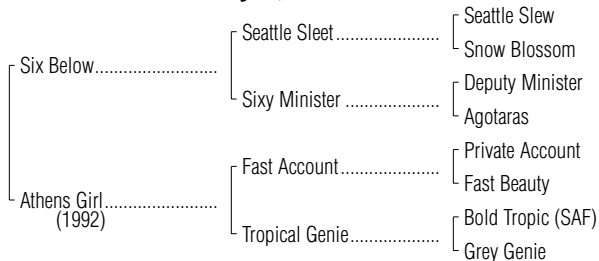 Seattle Slew
Seattle Sleet
Snow Blossom
Six Below
Deputy Minister
Sixy Minister
Agotaras
Private Account
Fast Account
Fast Beauty
Athens Girl
(1992)
Bold Tropic (SAF)
Tropical Genie
Grey Genie